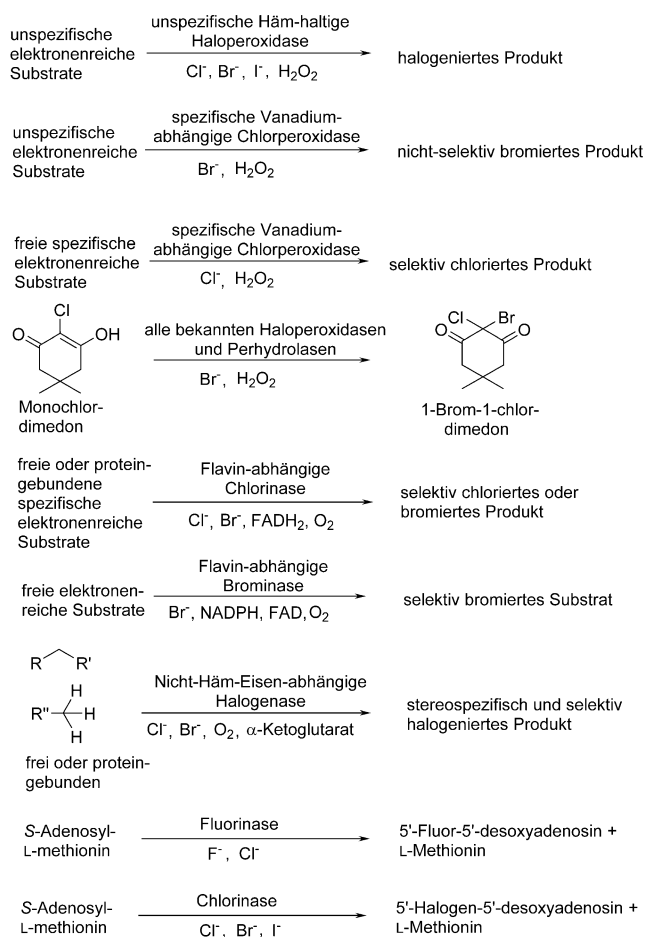 unspezifische
elektronenreiche
Substrate
unspezifische Häm-haltige
Haloperoxidase
Cl⁻, Br⁻, I⁻, H₂O₂
halogeniertes Produkt
unspezifische
elektronenreiche
Substrate
spezifische Vanadium-
abhängige Chlorperoxidase
Br⁻, H₂O₂
nicht-selektiv bromiertes Produkt
freie spezifische
elektronenreiche
Substrate
spezifische Vanadium-
abhängige Chlorperoxidase
Cl⁻, H₂O₂
selektiv chloriertes Produkt
Cl
O
OH
Monochlor-
dimedon
alle bekannten Haloperoxidasen
und Perhydrolasen
Br⁻, H₂O₂
Cl Br
O O
1-Brom-1-chlor-
dimedon
freie oder protein-
gebundene
spezifische
elektronenreiche
Substrate
Flavin-abhängige
Chlorinase
Cl⁻, Br⁻, FADH₂, O₂
selektiv chloriertes oder
bromiertes Produkt
freie elektronen-
reiche Substrate
Flavin-abhängige
Brominase
Br⁻, NADPH, FAD, O₂
selektiv bromiertes Substrat
R R'
H
R" H
H
frei oder protein-
gebunden
Nicht-Häm-Eisen-abhängige
Halogenase
Cl⁻, Br⁻, O₂, α-Ketoglutarat
stereospezifisch und selektiv
halogeniertes Produkt
S-Adenosyl-
L-methionin
Fluorinase
F⁻, Cl⁻
5'-Fluor-5'-desoxyadenosin +
L-Methionin
S-Adenosyl-
L-methionin
Chlorinase
Cl⁻, Br⁻, I⁻
5'-Halogen-5'-desoxyadenosin +
L-Methionin